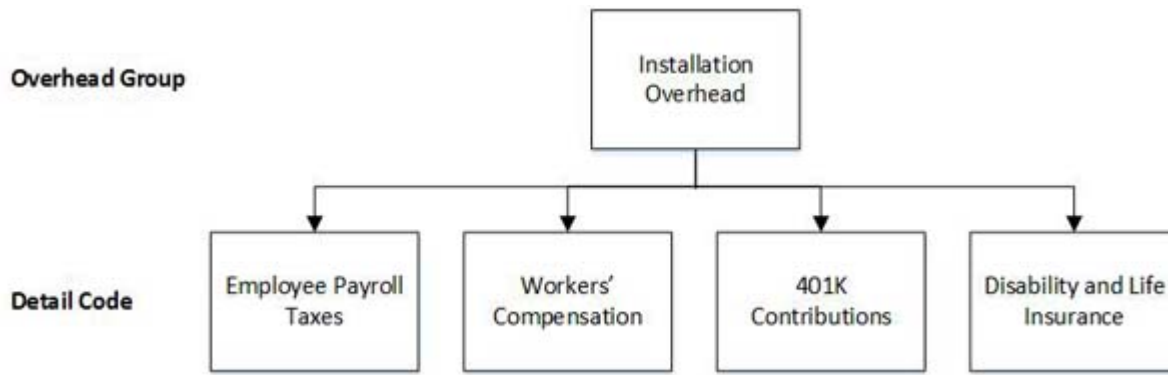 Overhead Group
Installation
Overhead
Detail Code
Employee Payroll
Taxes
Workers'
Compensation
401K
Contributions
Disability and Life
Insurance